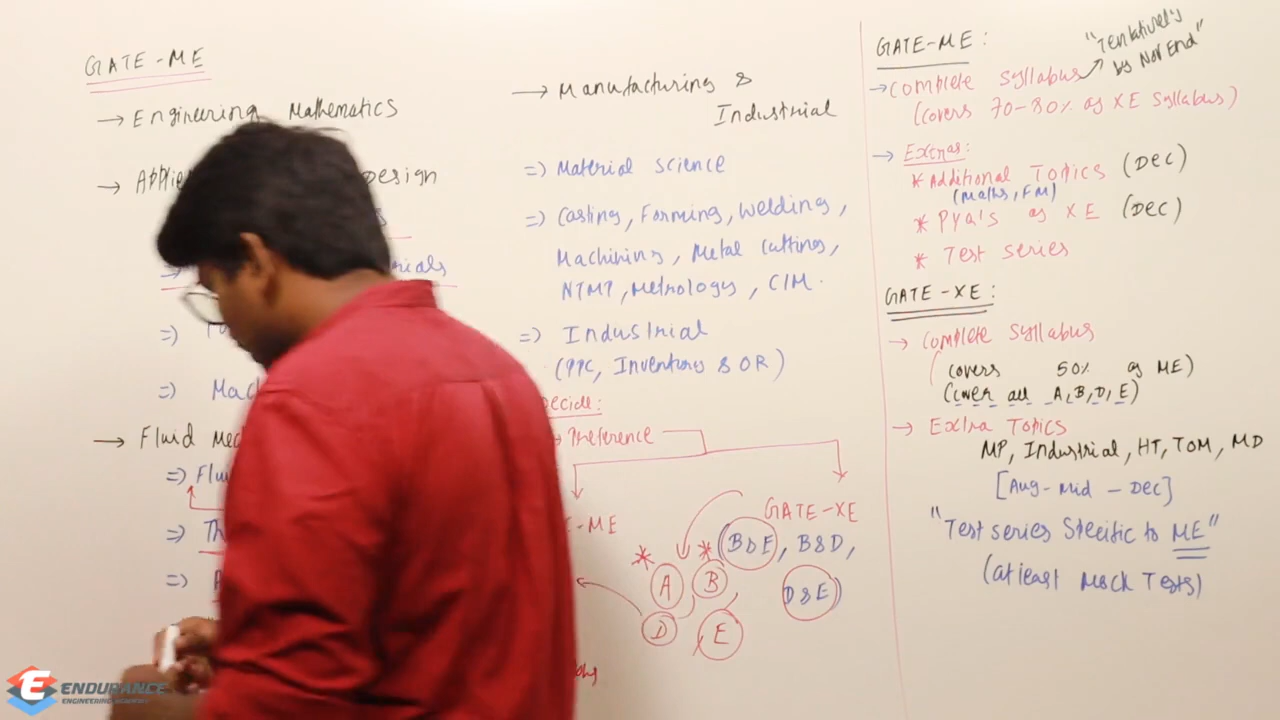 GATE-ME
→ Engineering Mathematics
→ Design
⇒
⇒
⇒
→ Fluid
⇒
⇒
⇒
→ Manufacturing &
Industrial
⇒ Material Science
⇒ Casting, Forming, Welding,
Machining, Metal Cutting,
NTMP, Metrology, CIM.
⇒ Industrial
(PPC, Inventory & OR)
Decide:
→ Preference
-ME
GATE-XE
(B&E, B&D,
D&E)
* A
* B
D
E
GATE-ME:
→ Complete Syllabus → "Tentatively
by Nov End"
(covers 70-80% of XE Syllabus)
→ Extras:
* Additional Topics (Dec)
(Maths, FM)
* PYQ's of XE (Dec)
* Test series
GATE-XE:
→ Complete Syllabus
(covers 50% of ME)
(Cover all A, B, D, E)
→ Extra Topics
MP, Industrial, HT, TOM, MD
[Aug-Mid - Dec]
"Test series Specific to ME"
(atleast Mock Tests)
E ENDURANCE
ENGINEERING ACADEMY